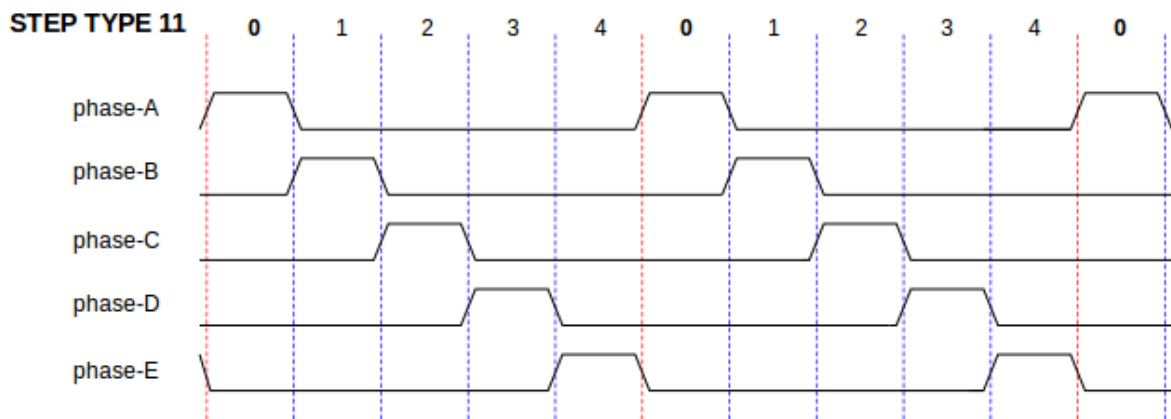 STEP TYPE 11 0 1 2 3 4 0 1 2 3 4 0
phase-A
phase-B
phase-C
phase-D
phase-E